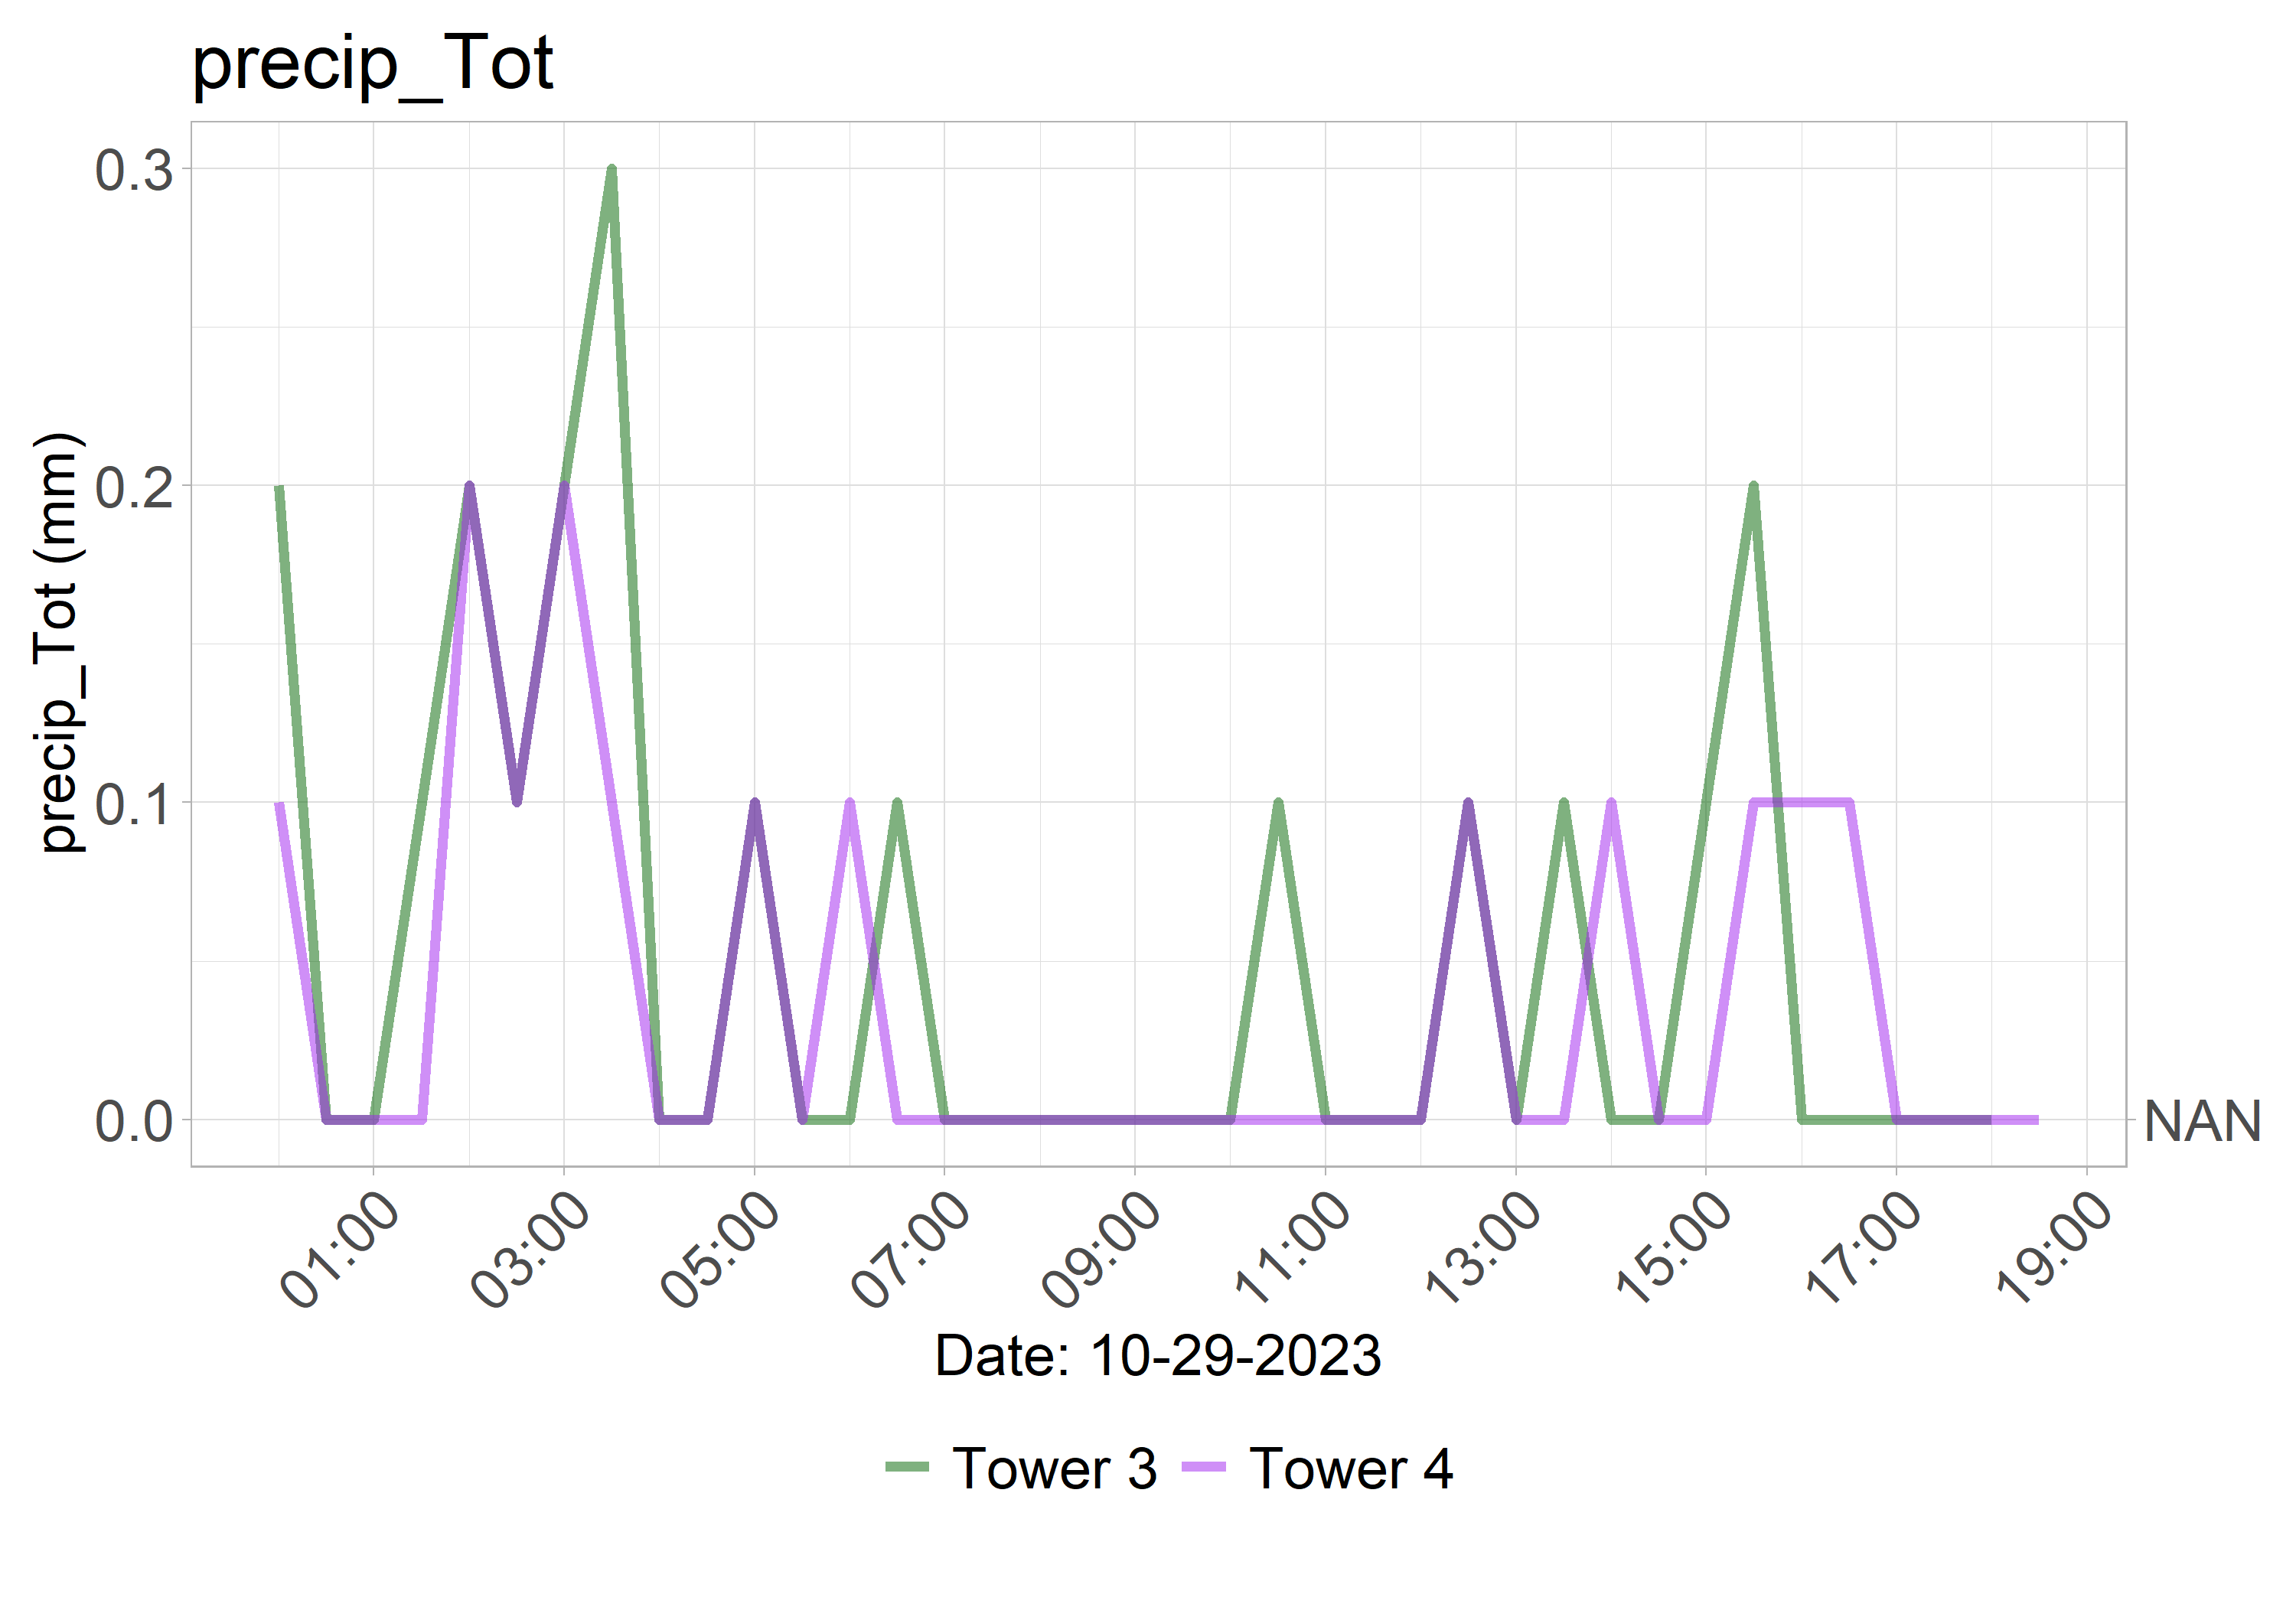 precip_Tot
precip_Tot (mm)
0.3
0.2
0.1
0.0
NAN
01:00 03:00 05:00 07:00 09:00 11:00 13:00 15:00 17:00 19:00
Date: 10-29-2023
Tower 3 Tower 4